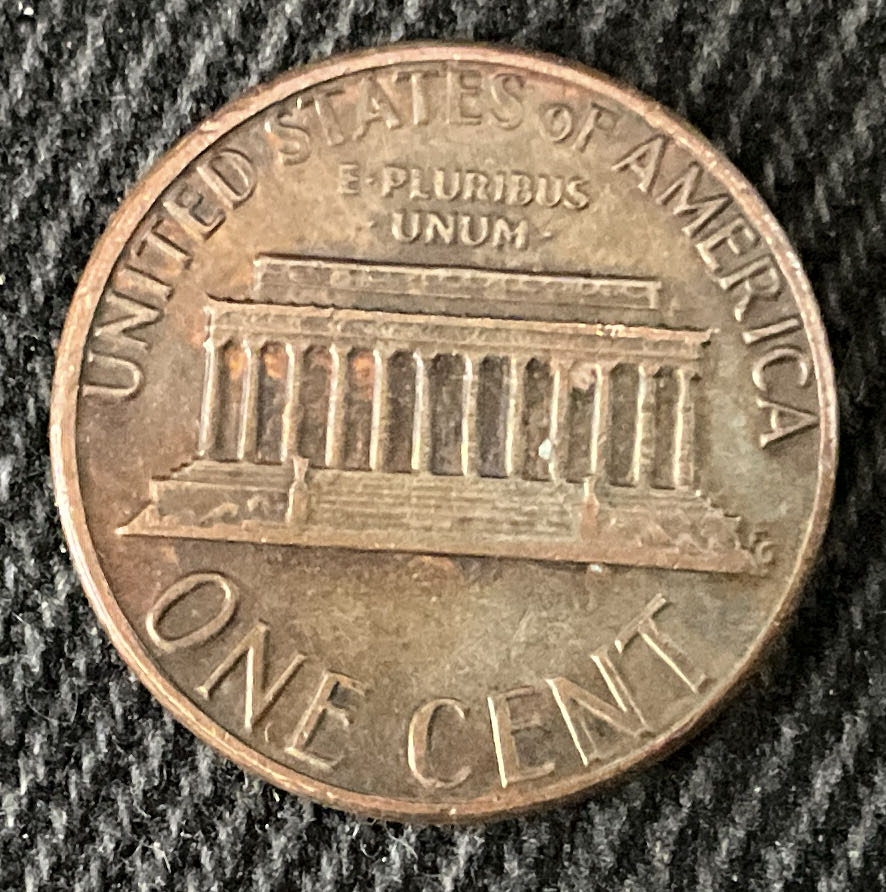 UNITED STATES oF AMERICA
E·PLURIBUS
·UNUM·
ONE CENT